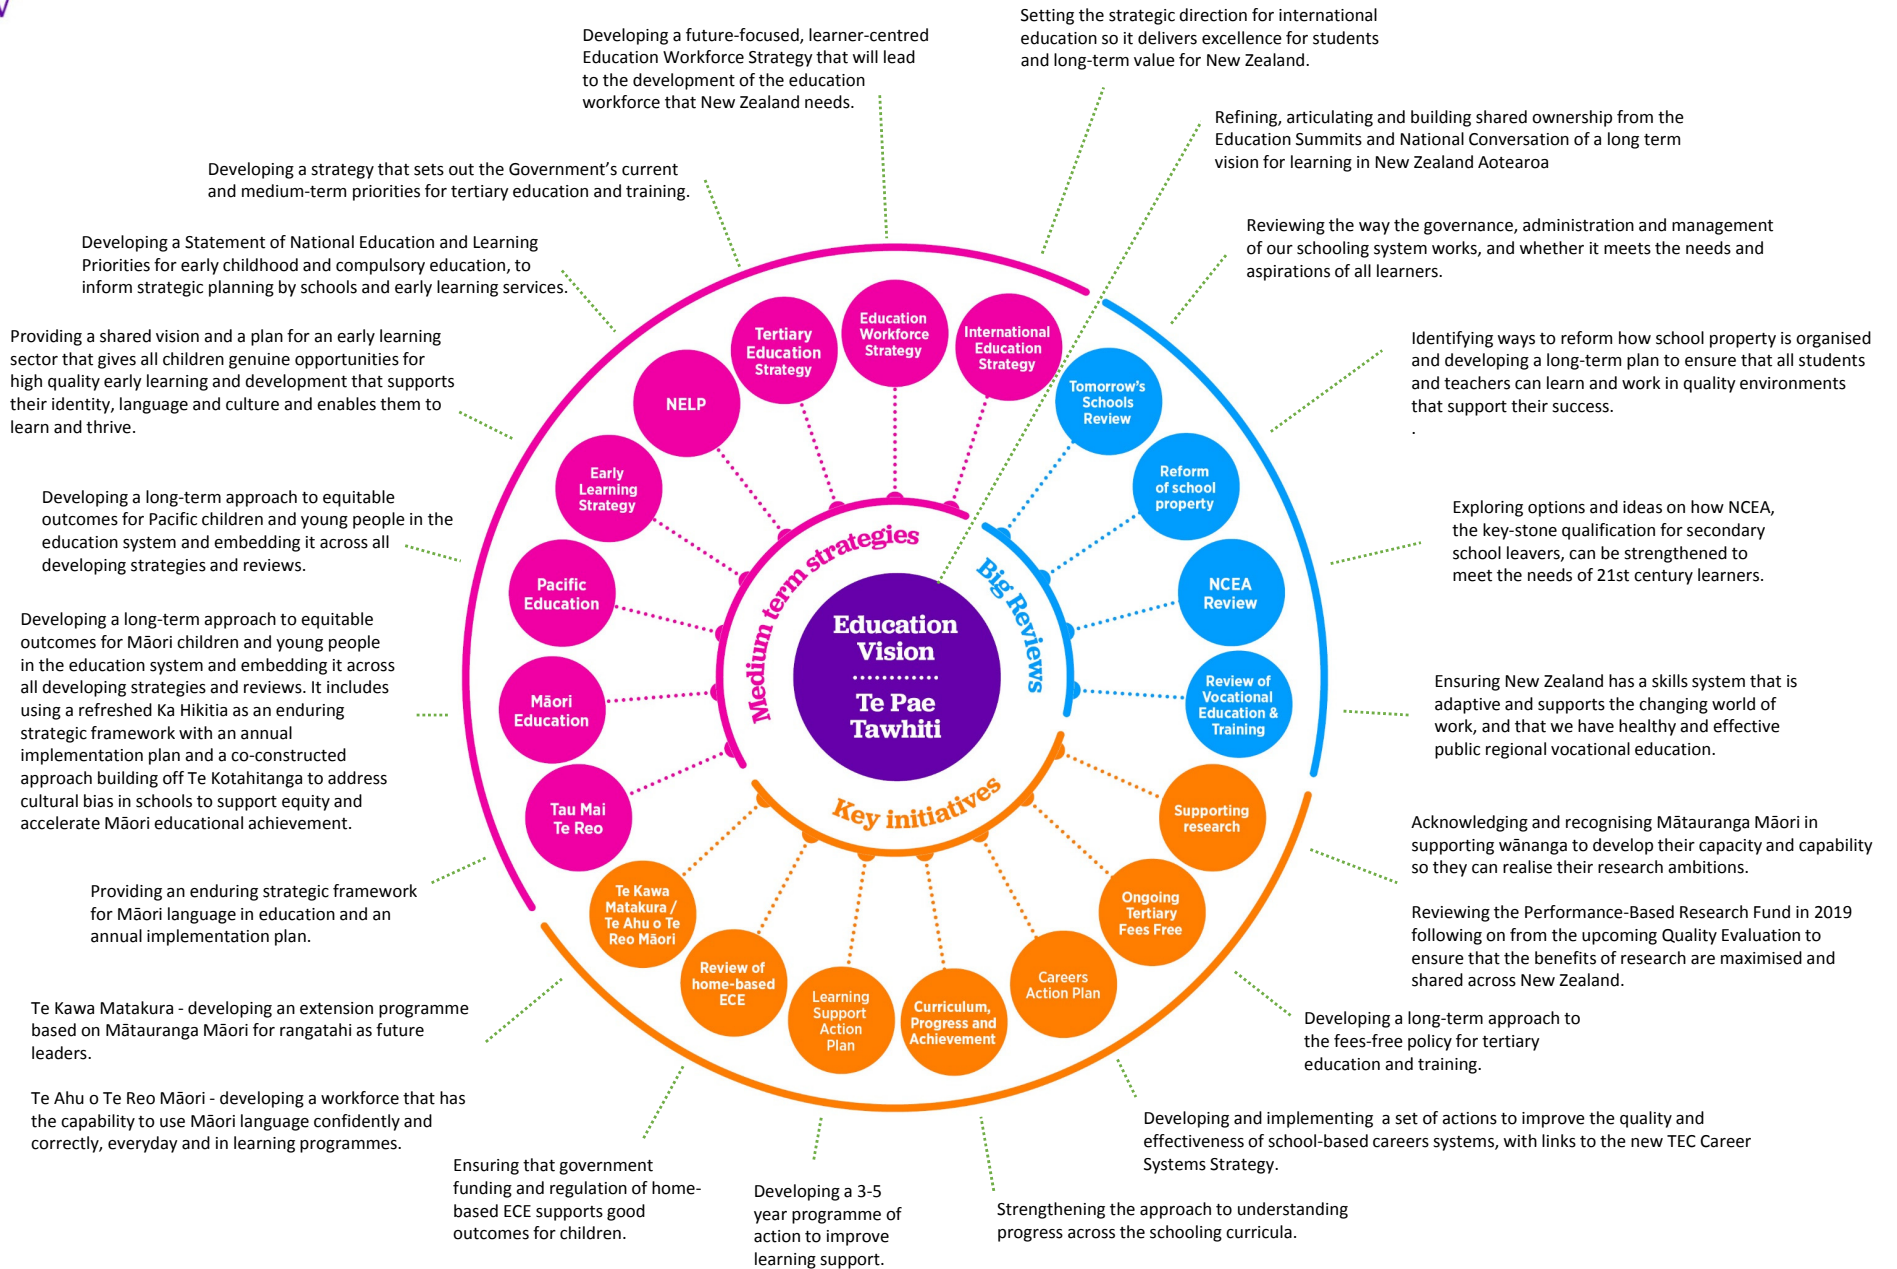 Developing a future-focused, learner-centred
Education Workforce Strategy that will lead
to the development of the education
workforce that New Zealand needs.
Setting the strategic direction for international
education so it delivers excellence for students
and long-term value for New Zealand.
Refining, articulating and building shared ownership from the
Education Summits and National Conversation of a long term
vision for learning in New Zealand Aotearoa
Developing a strategy that sets out the Government’s current
and medium-term priorities for tertiary education and training.
Reviewing the way the governance, administration and management
of our schooling system works, and whether it meets the needs and
aspirations of all learners.
Developing a Statement of National Education and Learning
Priorities for early childhood and compulsory education, to
inform strategic planning by schools and early learning services.
Identifying ways to reform how school property is organised
and developing a long-term plan to ensure that all students
and teachers can learn and work in quality environments
that support their success.
.
Providing a shared vision and a plan for an early learning
sector that gives all children genuine opportunities for
high quality early learning and development that supports
their identity, language and culture and enables them to
learn and thrive.
Exploring options and ideas on how NCEA,
the key-stone qualification for secondary
school leavers, can be strengthened to
meet the needs of 21st century learners.
Developing a long-term approach to equitable
outcomes for Pacific children and young people in the
education system and embedding it across all
developing strategies and reviews.
Developing a long-term approach to equitable
outcomes for Māori children and young people
in the education system and embedding it across
all developing strategies and reviews. It includes
using a refreshed Ka Hikitia as an enduring
strategic framework with an annual
implementation plan and a co-constructed
approach building off Te Kotahitanga to address
cultural bias in schools to support equity and
accelerate Māori educational achievement.
Ensuring New Zealand has a skills system that is
adaptive and supports the changing world of
work, and that we have healthy and effective
public regional vocational education.
Providing an enduring strategic framework
for Māori language in education and an
annual implementation plan.
Acknowledging and recognising Mātauranga Māori in
supporting wānanga to develop their capacity and capability
so they can realise their research ambitions.
Reviewing the Performance-Based Research Fund in 2019
following on from the upcoming Quality Evaluation to
ensure that the benefits of research are maximised and
shared across New Zealand.
Te Kawa Matakura - developing an extension programme
based on Mātauranga Māori for rangatahi as future
leaders.
Te Ahu o Te Reo Māori - developing a workforce that has
the capability to use Māori language confidently and
correctly, everyday and in learning programmes.
Developing a long-term approach to
the fees-free policy for tertiary
education and training.
Developing and implementing a set of actions to improve the quality and
effectiveness of school-based careers systems, with links to the new TEC Career
Systems Strategy.
Ensuring that government
funding and regulation of home-
based ECE supports good
outcomes for children.
Developing a 3-5
year programme of
action to improve
learning support.
Strengthening the approach to understanding
progress across the schooling curricula.
Education
Vision
Te Pae
Tawhiti
Medium term strategies
Tau Mai
Te Reo
Māori
Education
Pacific
Education
Early
Learning
Strategy
NELP
Tertiary
Education
Strategy
Education
Workforce
Strategy
International
Education
Strategy
Big Reviews
Tomorrow’s
Schools
Review
Reform
of school
property
NCEA
Review
Review of
Vocational
Education &
Training
Key initiatives
Supporting
research
Ongoing
Tertiary
Fees Free
Careers
Action Plan
Curriculum,
Progress and
Achievement
Learning
Support
Action
Plan
Review of
home-based
ECE
Te Kawa
Matakura /
Te Ahu o Te
Reo Māori